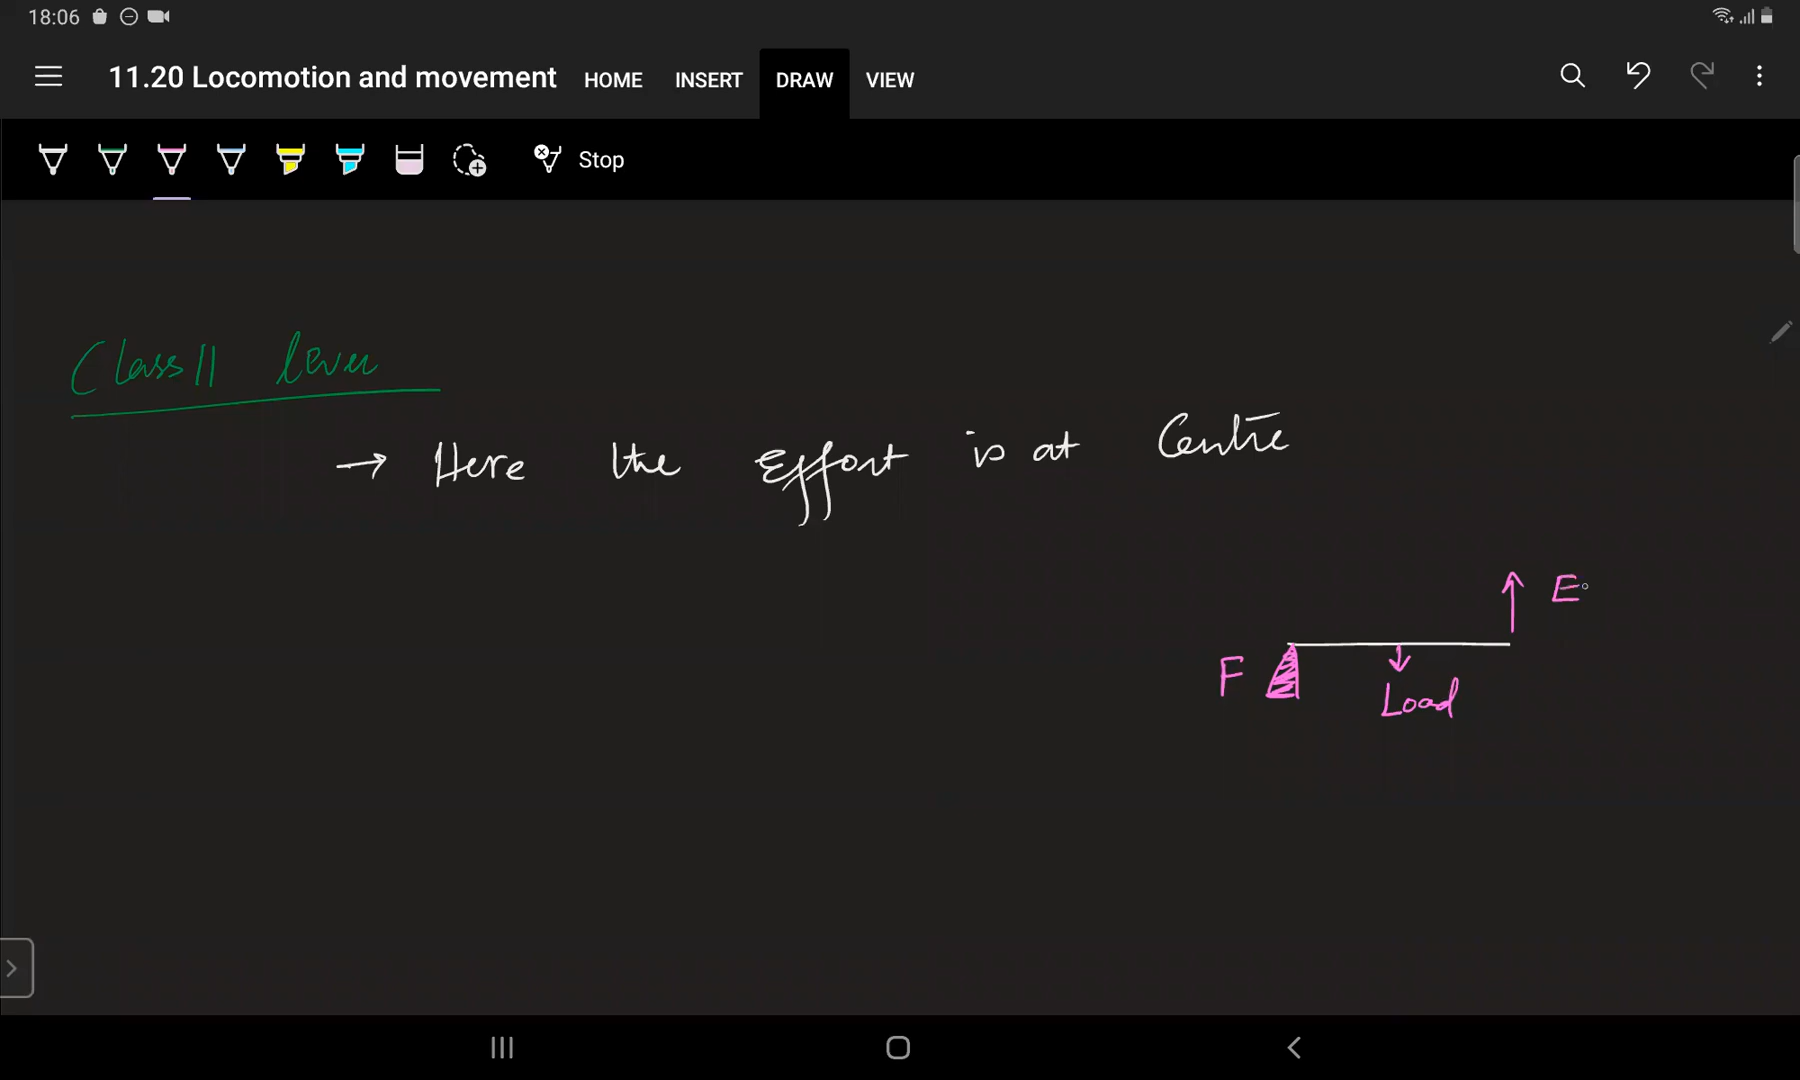 18:06
11.20 Locomotion and movement HOME INSERT DRAW VIEW
Stop
Class II lever
→ Here the Effort is at Centre
E
F
Load